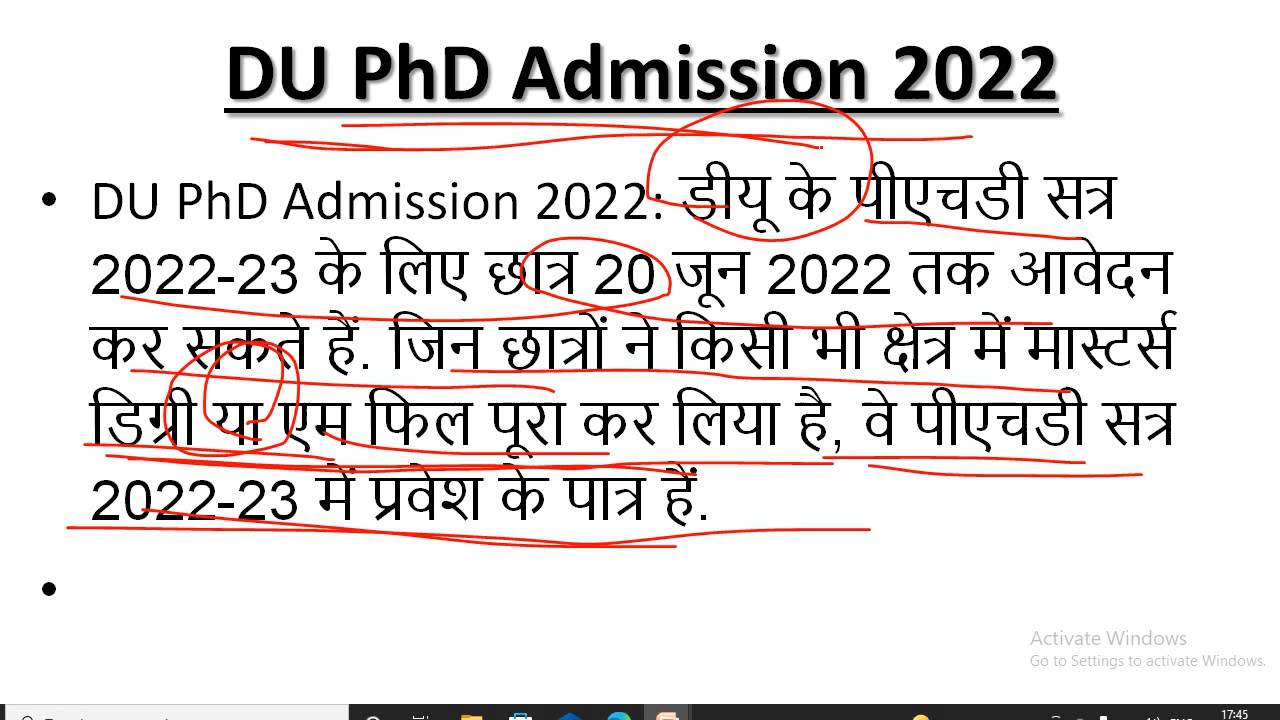 DU PhD Admission 2022
• DU PhD Admission 2022: डीयू के पीएचडी सत्र
2022-23 के लिए छात्र 20 जून 2022 तक आवेदन
कर सकते हैं. जिन छात्रों ने किसी भी क्षेत्र में मास्टर्स
डिग्री या एम फिल पूरा कर लिया है, वे पीएचडी सत्र
2022-23 में प्रवेश के पात्र हैं.
•
Activate Windows
Go to Settings to activate Windows.
17:45